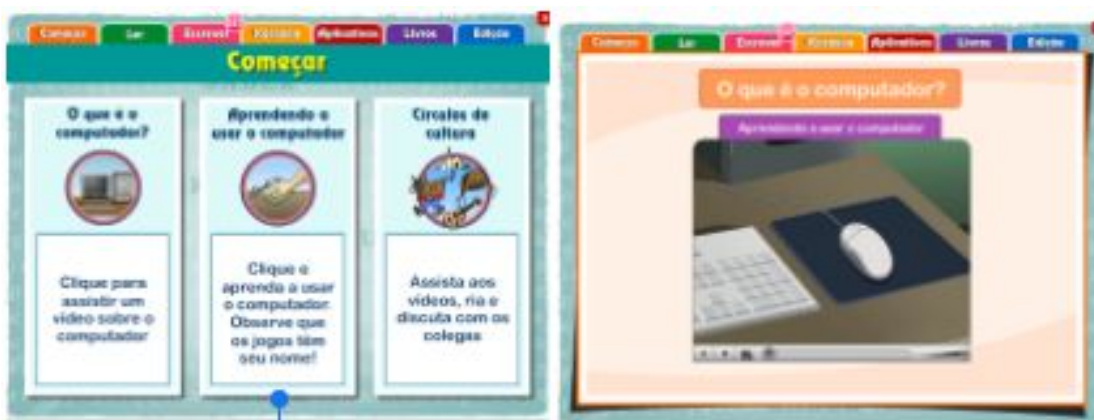 Começar Ler Escrever Aplicativos Livros Edição
Começar
O que é o
computador?
Aprendendo a
usar o computador
Círculos de
cultura
Clique para
assistir um
vídeo sobre o
computador
Clique e
aprenda a usar
o computador.
Observe que
os jogos têm
seu nome!
Assista aos
vídeos, ria e
discuta com os
colegas
Começar Ler Escrever Aplicativos Livros Edição
O que é o computador?
Aprendendo a usar o computador